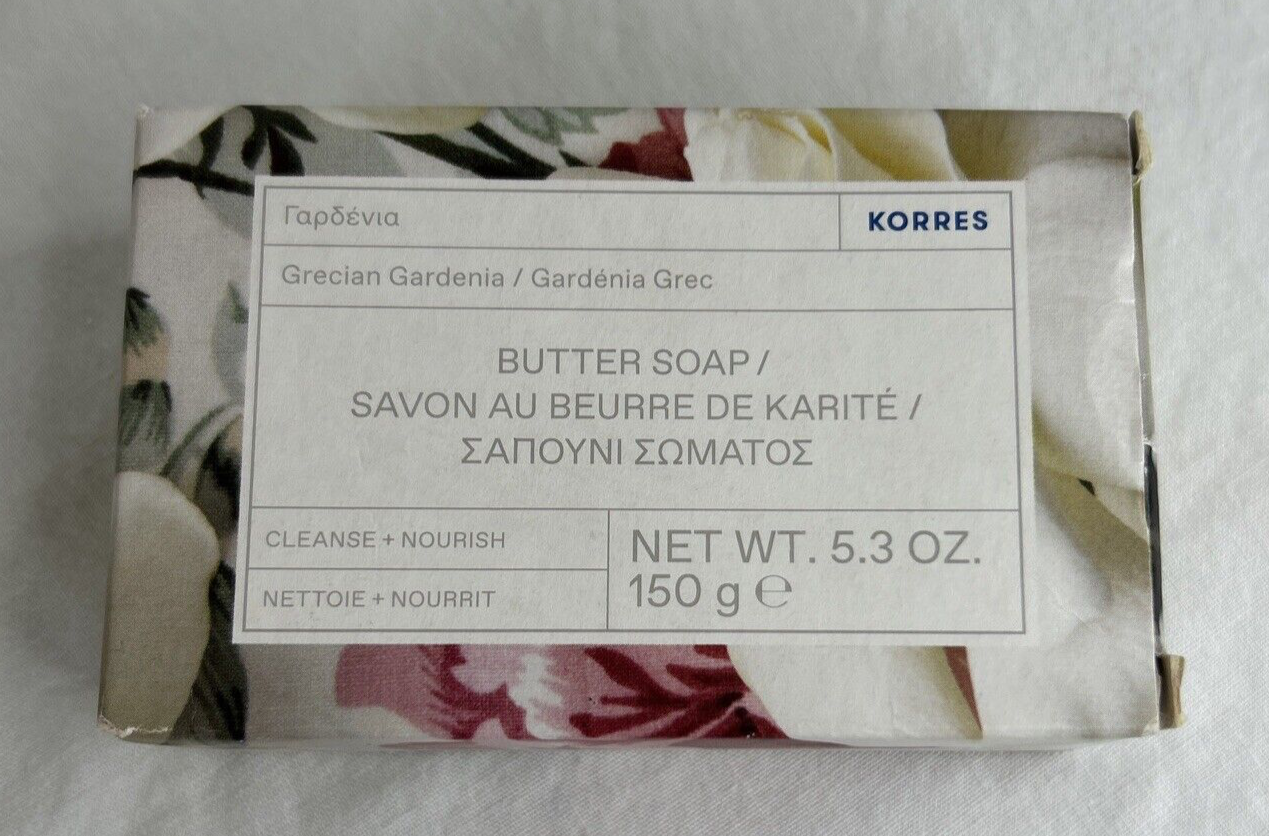 Γαρδένια
KORRES
Grecian Gardenia / Gardénia Grec
BUTTER SOAP /
SAVON AU BEURRE DE KARITÉ /
ΣΑΠΟΥΝΙ ΣΩΜΑΤΟΣ
CLEANSE + NOURISH
NETTOIE + NOURRIT
NET WT. 5.3 OZ.
150 g ℮